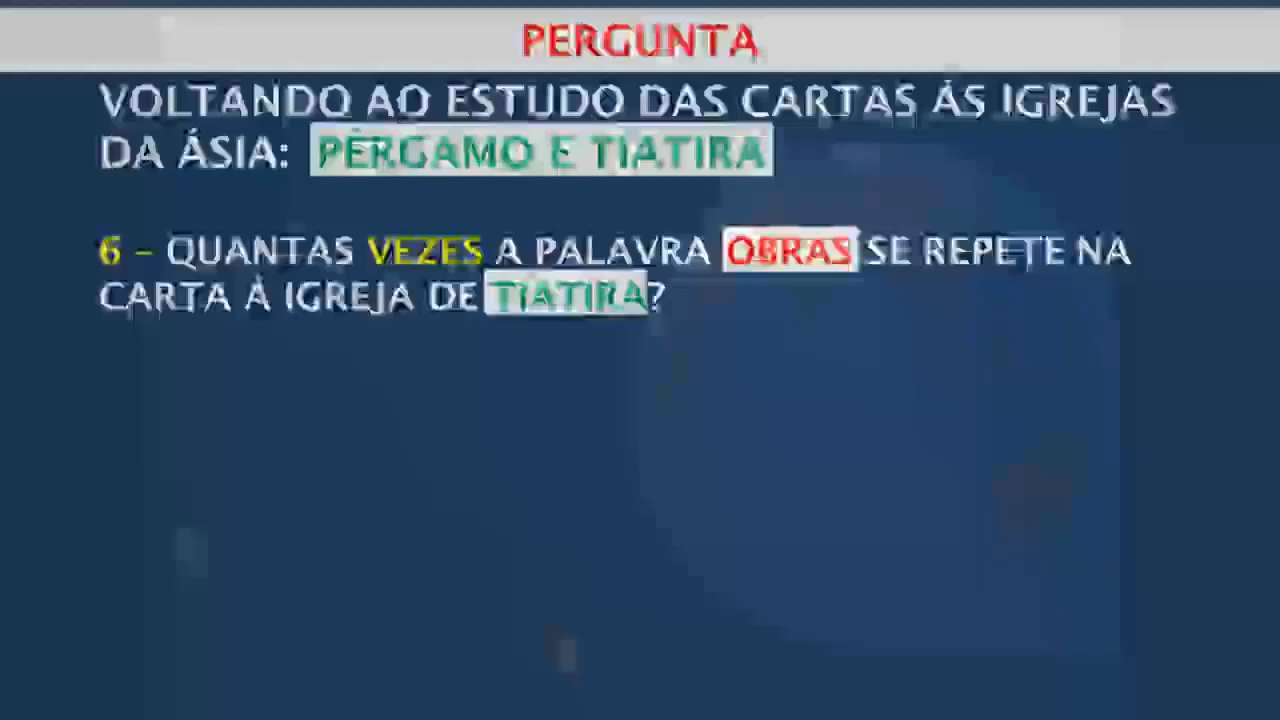 PERGUNTA
VOLTANDO AO ESTUDO DAS CARTAS ÁS IGREJAS
DA ÁSIA: PÉRGAMO E TIATIRA
6 – QUANTAS VEZES A PALAVRA OBRAS SE REPETE NA
CARTA À IGREJA DE TIATIRA?